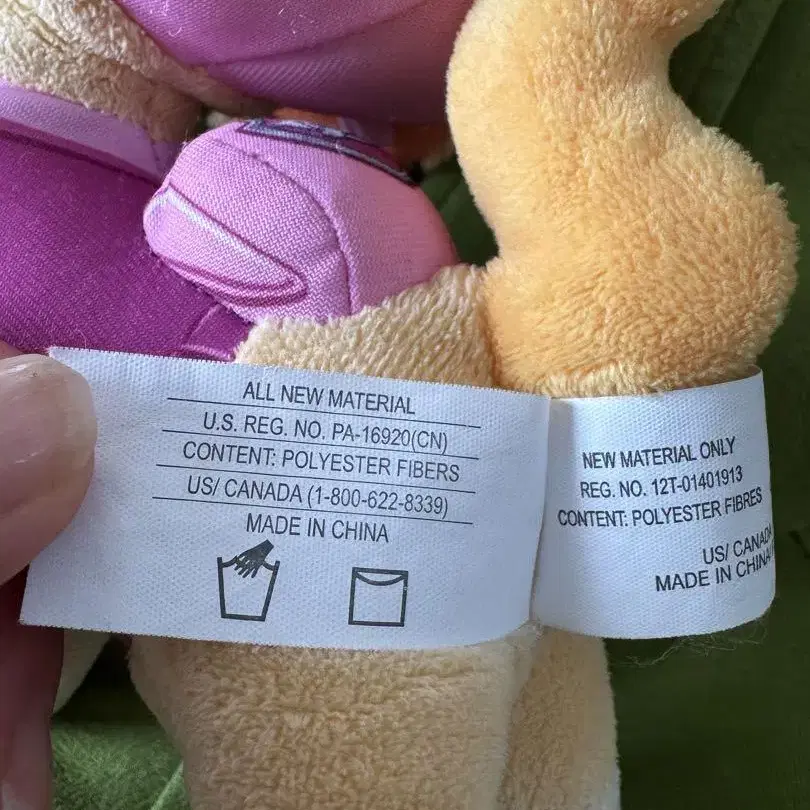 ALL NEW MATERIAL
U.S. REG. NO. PA-16920(CN)
CONTENT: POLYESTER FIBERS
US/ CANADA (1-800-622-8339)
MADE IN CHINA
NEW MATERIAL ONLY
REG. NO. 12T-01401913
CONTENT: POLYESTER FIBRES
US/ CANADA
MADE IN CHINA